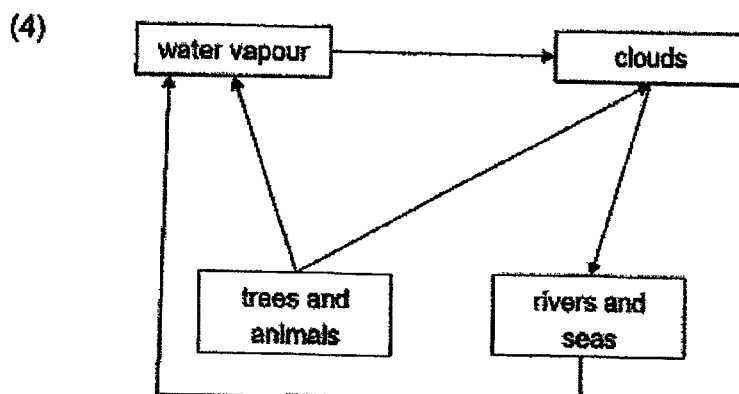 (4)
water vapour
clouds
trees and
animals
rivers and
seas